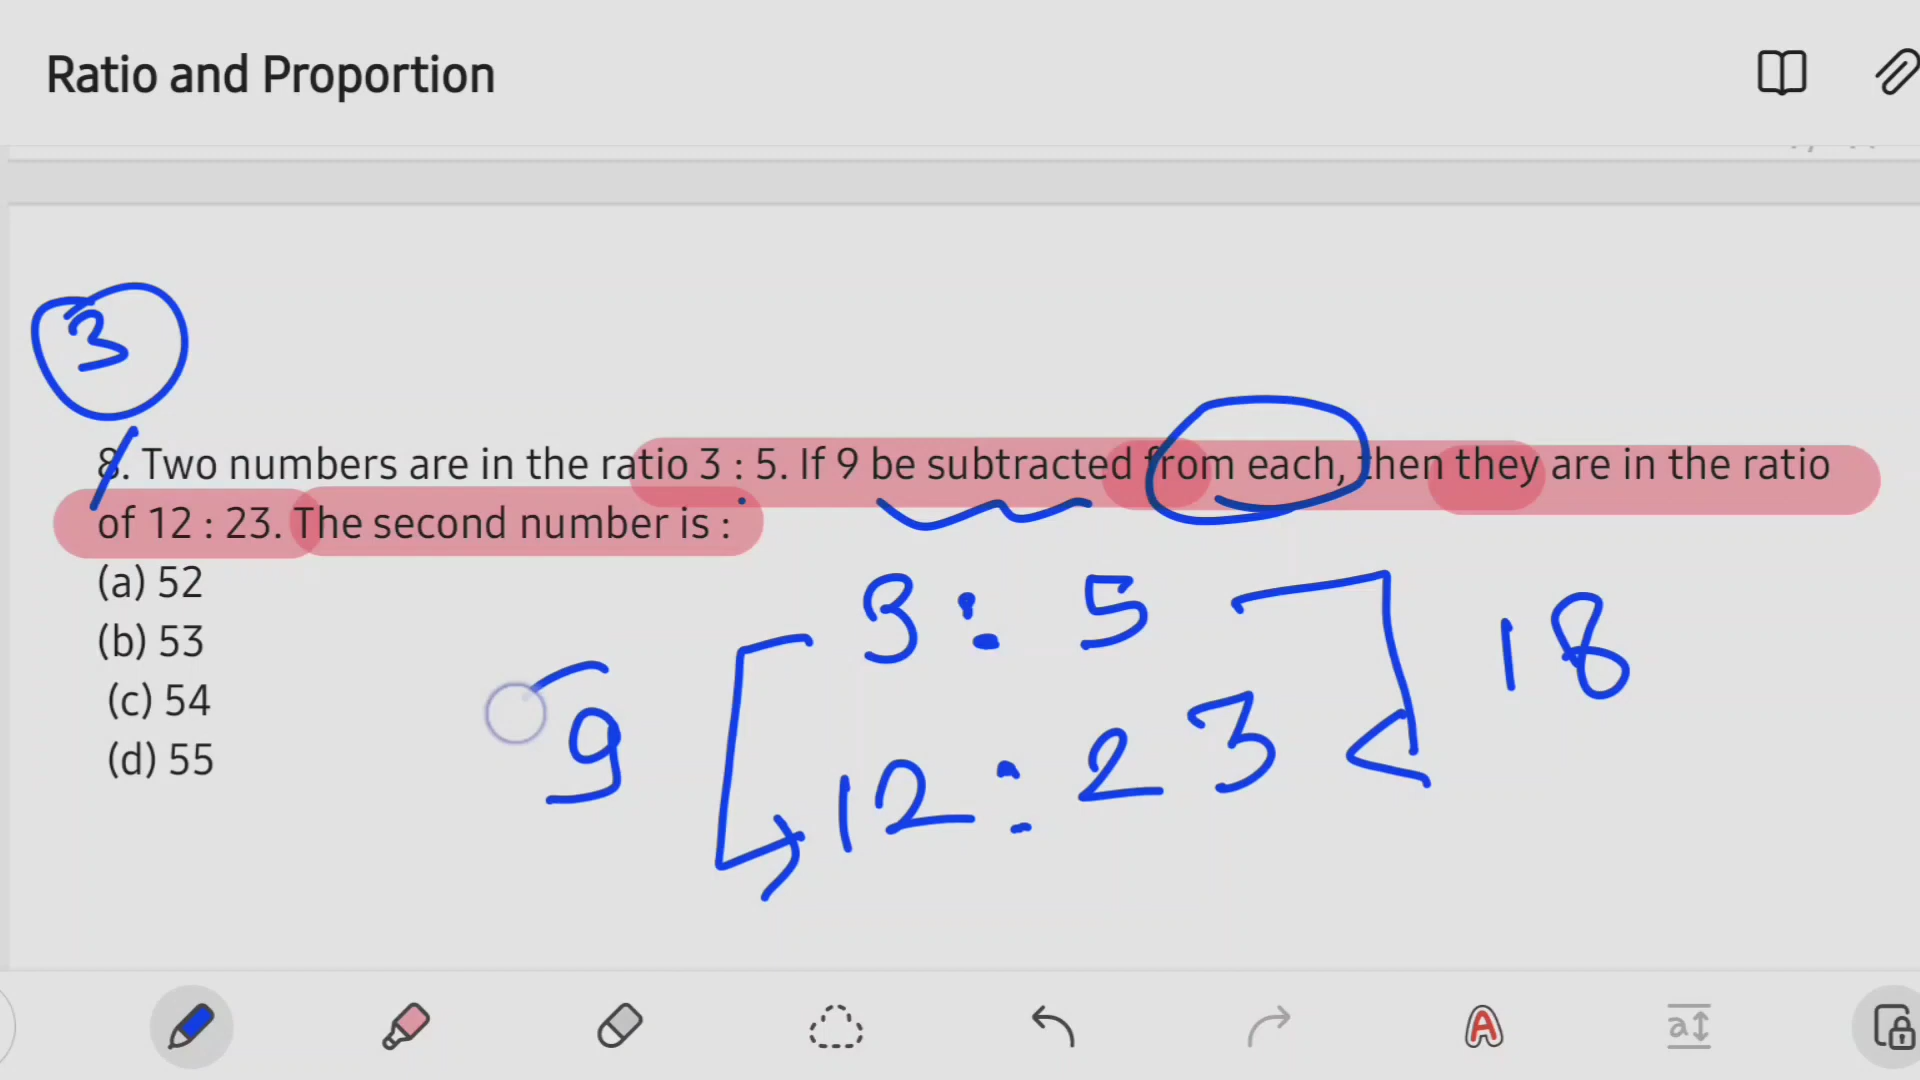 Ratio and Proportion
3
8. Two numbers are in the ratio 3 : 5. If 9 be subtracted from each, then they are in the ratio
of 12 : 23. The second number is :
(a) 52
(b) 53
(c) 54
(d) 55
3 : 5
18
9
12 : 23
A
a